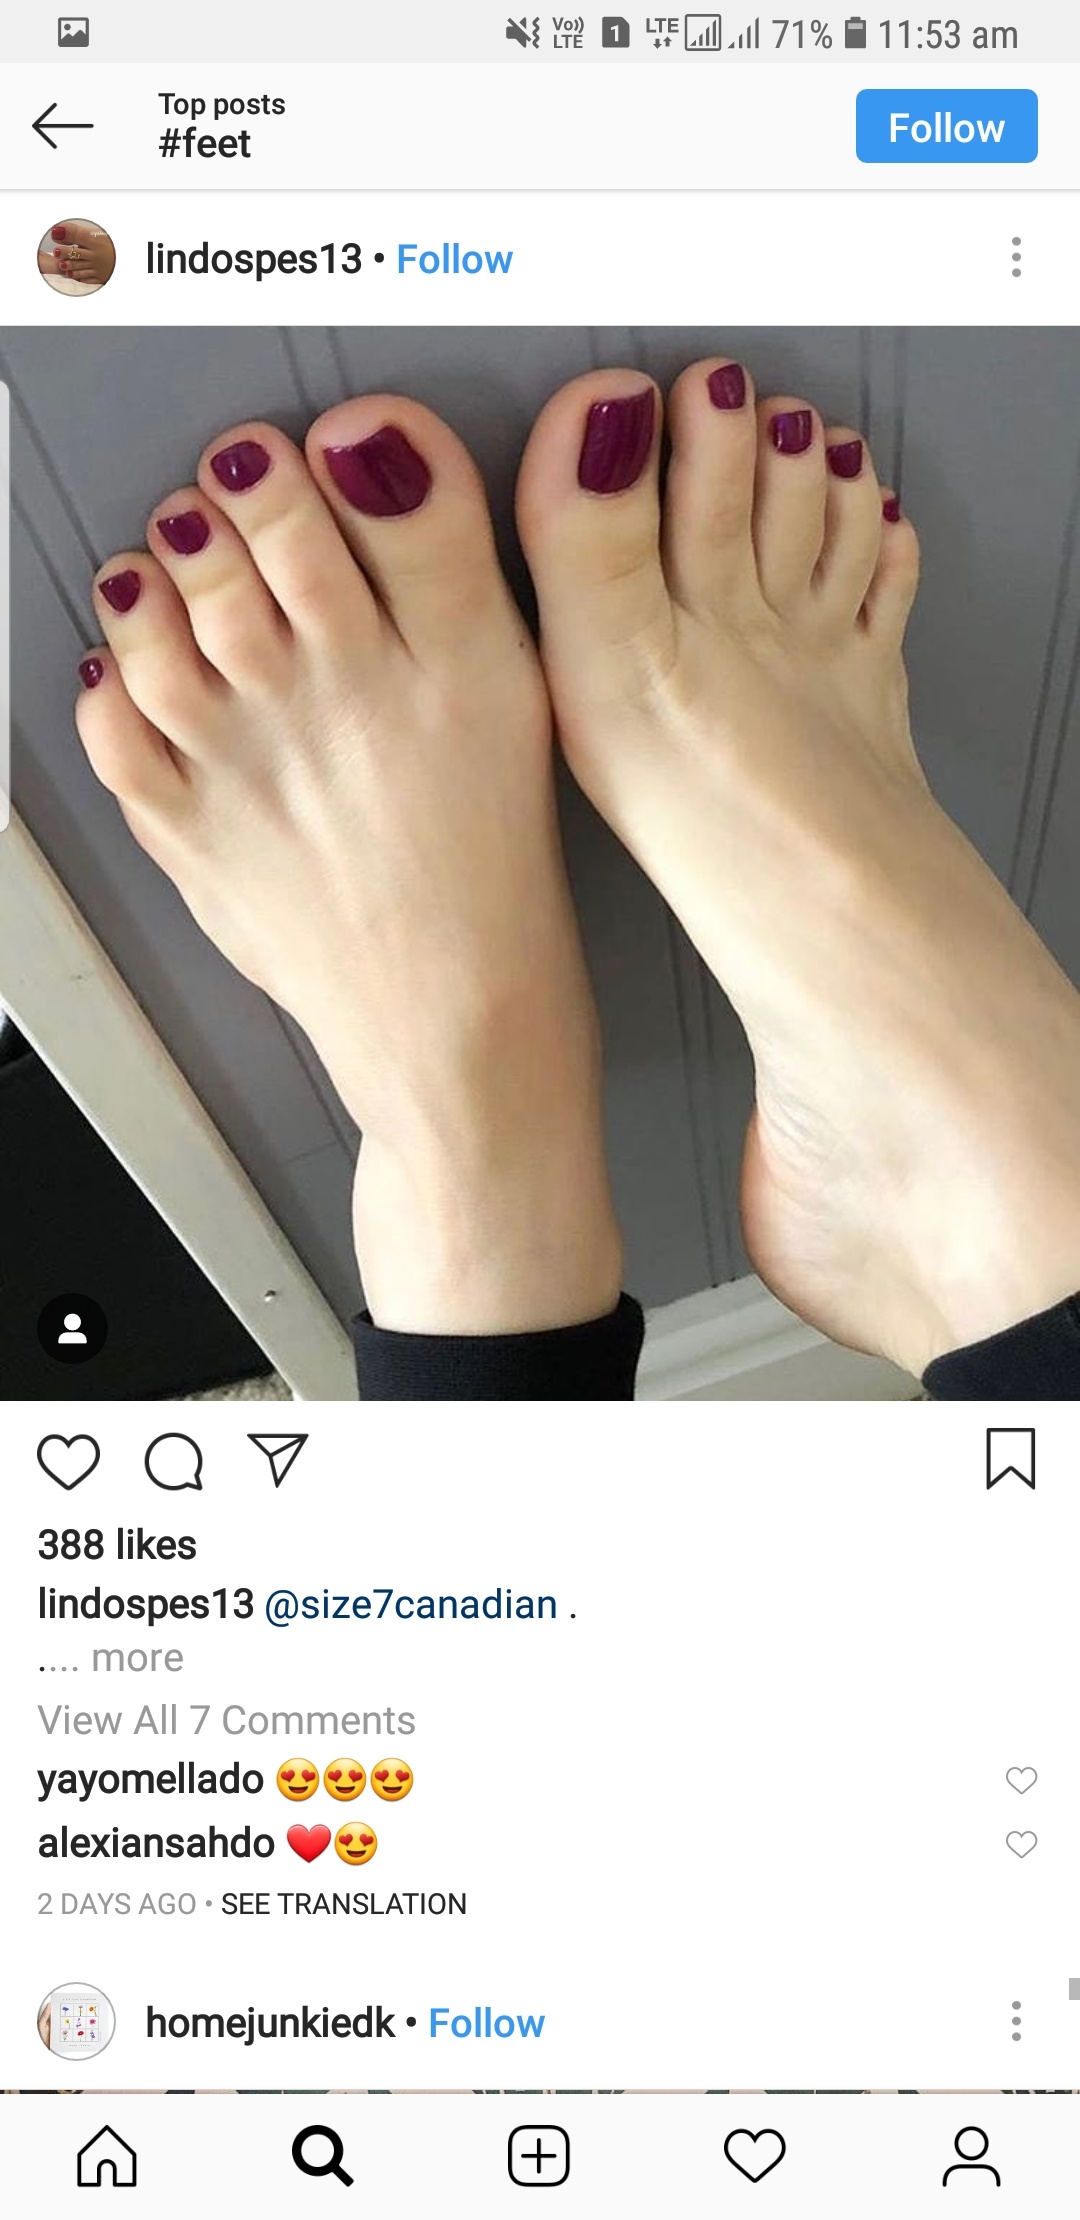 Vo))
LTE
1
LTE
71%
11:53 am
Top posts
#feet
Follow
lindospes13 • Follow
388 likes
lindospes13 @size7canadian .
.... more
View All 7 Comments
yayomellado 😍😍😍
alexiansahdo ❤️😍
2 DAYS AGO • SEE TRANSLATION
homejunkiedk • Follow